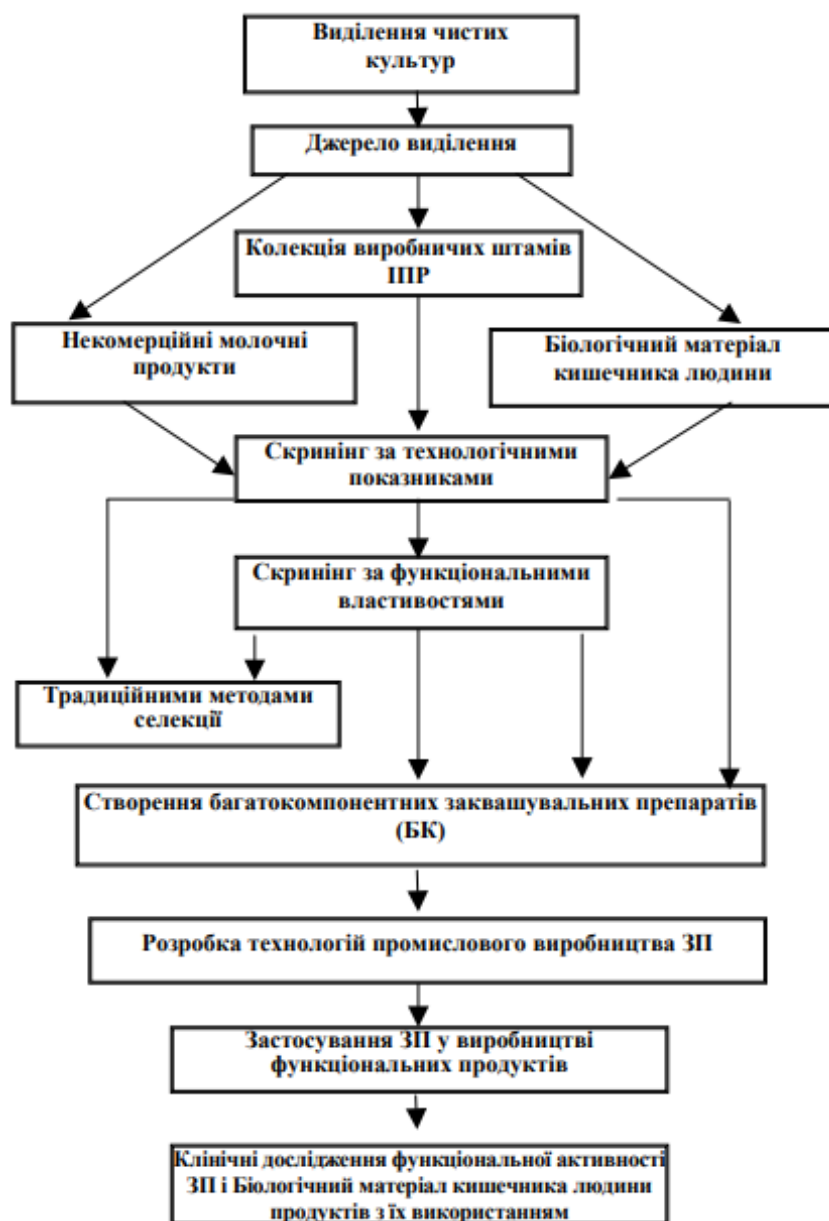 Виділення чистих
культур
Джерело виділення
Колекція виробничих штамів
ІПР
Некомерційні молочні
продукти
Біологічний матеріал
кишечника людини
Скринінг за технологічними
показниками
Скринінг за функціональними
властивостями
Традиційними методами
селекції
Створення багатокомпонентних заквашувальних препаратів
(БК)
Розробка технологій промислового виробництва ЗП
Застосування ЗП у виробництві
функціональних продуктів
Клінічні дослідження функціональної активності
ЗП і Біологічний матеріал кишечника людини
продуктів з їх використанням